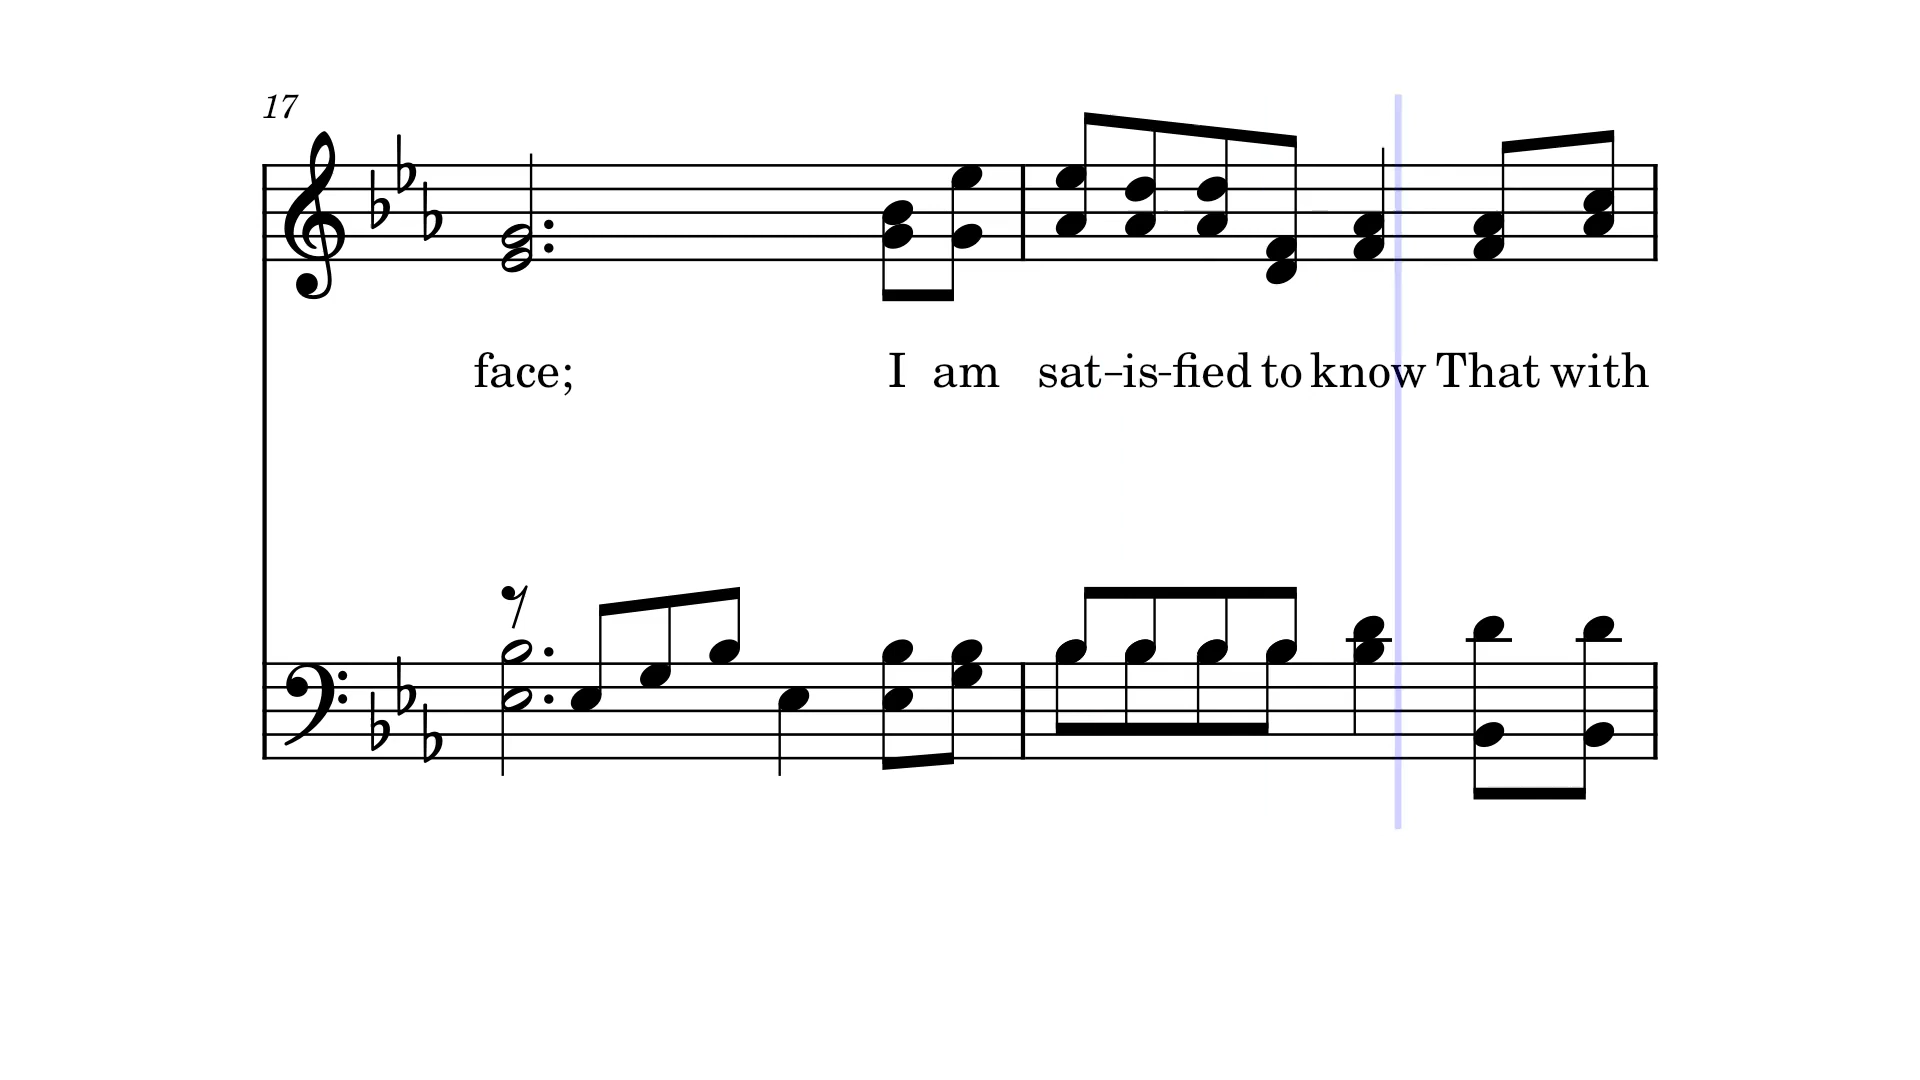 17
face; I am sat-is-fied to know That with